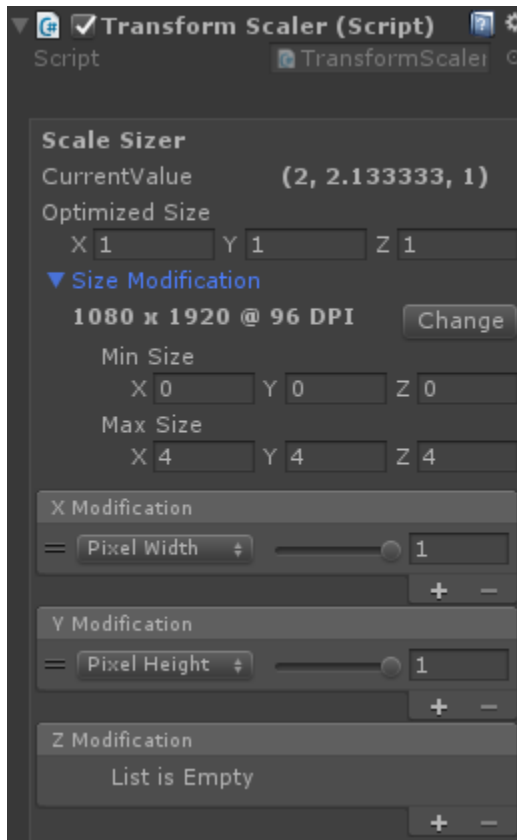 Transform Scaler (Script)
Script TransformScaler
Scale Sizer
CurrentValue (2, 2.133333, 1)
Optimized Size
X 1 Y 1 Z 1
Size Modification
1080 x 1920 @ 96 DPI Change
Min Size
X 0 Y 0 Z 0
Max Size
X 4 Y 4 Z 4
X Modification
Pixel Width 1
+ −
Y Modification
Pixel Height 1
+ −
Z Modification
List is Empty
+ −